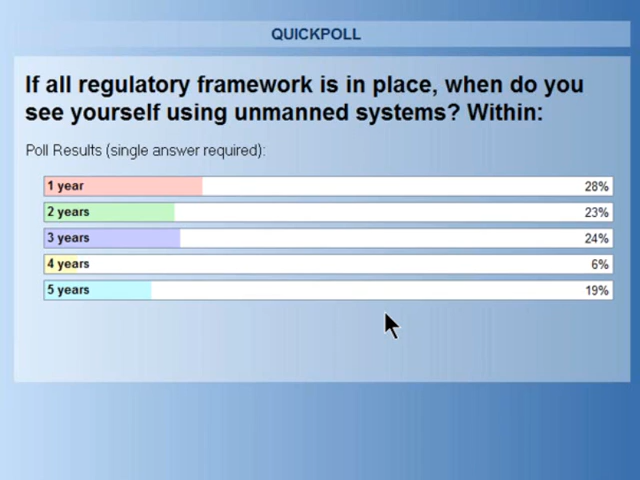 QUICKPOLL
If all regulatory framework is in place, when do you
see yourself using unmanned systems? Within:
Poll Results (single answer required):
1 year 28%
2 years 23%
3 years 24%
4 years 6%
5 years 19%